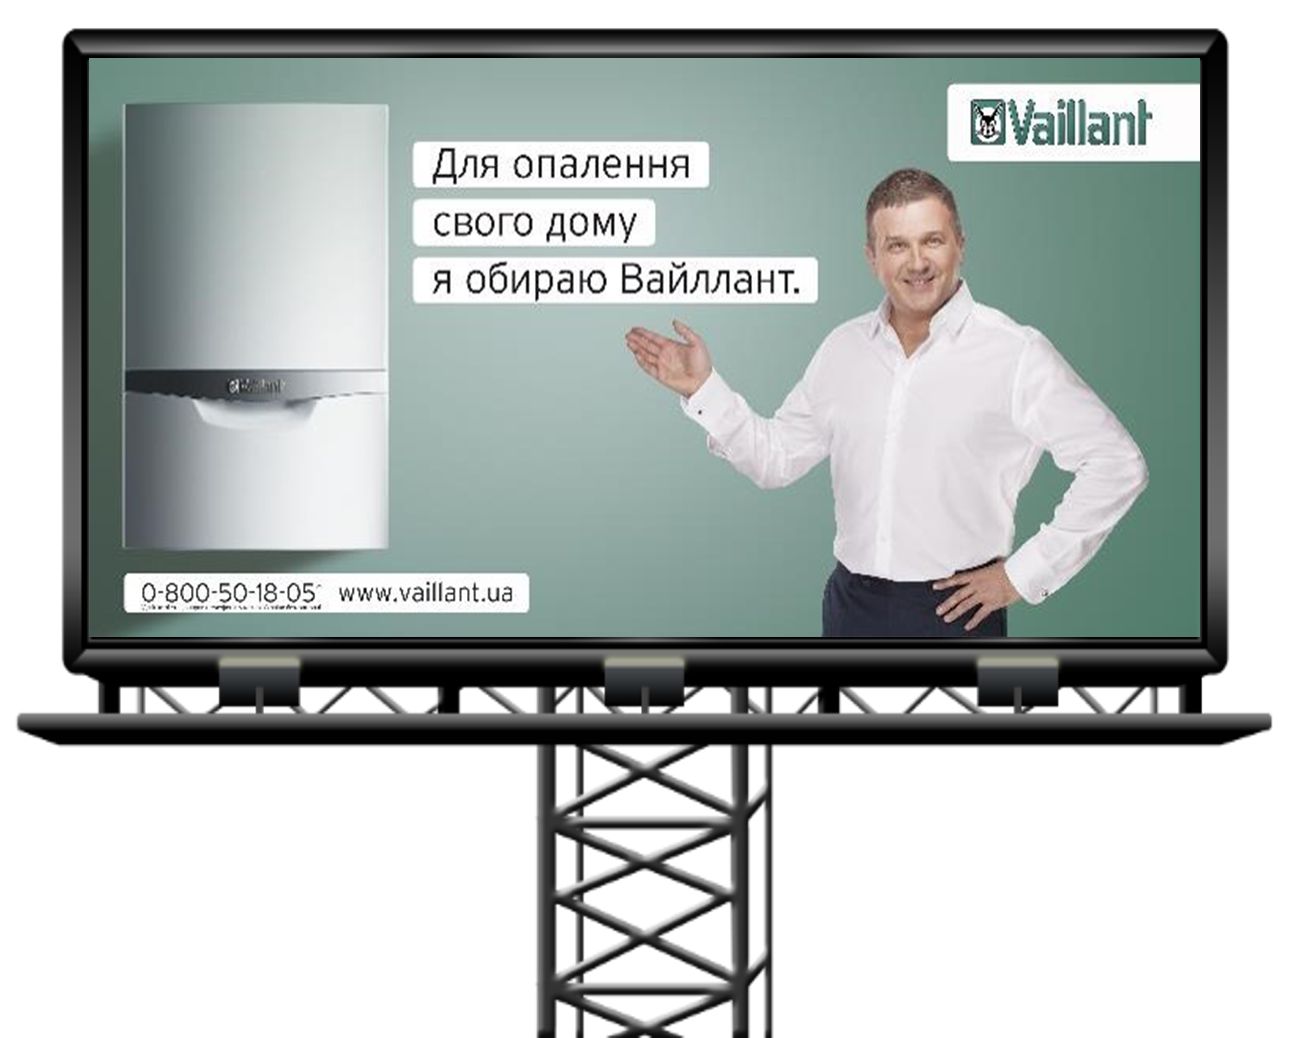 Vaillant
Для опалення
свого дому
я обираю Вайллант.
Vaillant
0-800-50-18-05* www.vaillant.ua